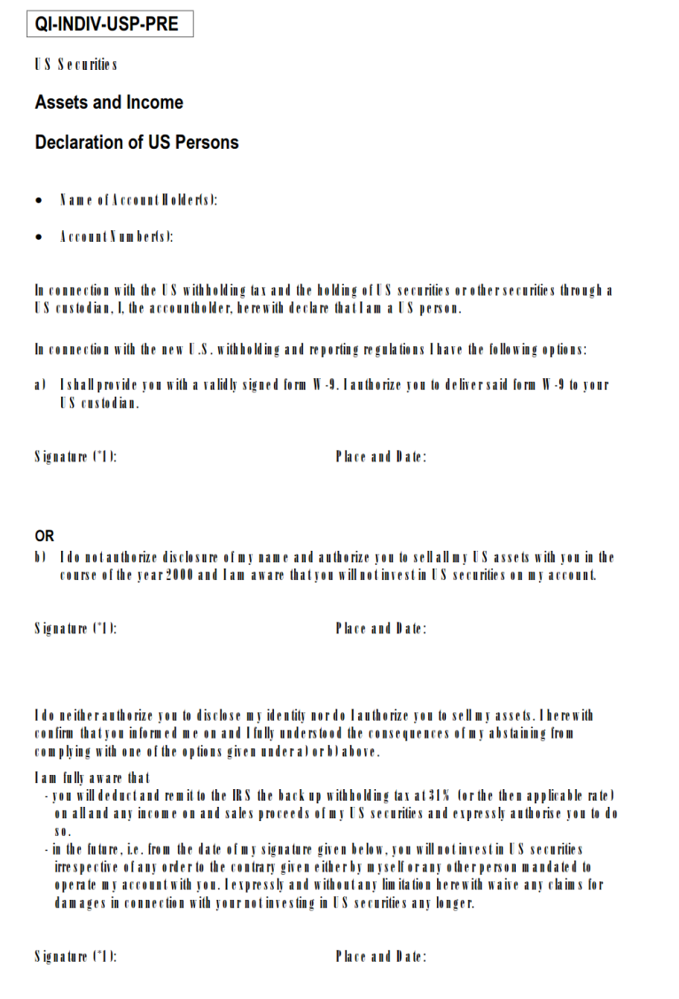 QI-INDIV-USP-PRE
US Securities
Assets and Income
Declaration of US Persons
• Name of Account Holder(s):
• Account Number(s):
In connection with the US withholding tax and the holding of US securities or other securities through a
US custodian, I, the accountholder, herewith declare that I am a US person.
In connection with the new U.S. withholding and reporting regulations I have the following options:
a) I shall provide you with a validly signed form W-9. I authorize you to deliver said form W-9 to your
US custodian.
Signature (*1): Place and Date:
OR
b) I do not authorize disclosure of my name and authorize you to sell all my US assets with you in the
course of the year 2000 and I am aware that you will not invest in US securities on my account.
Signature (*1): Place and Date:
I do neither authorize you to disclose my identity nor do I authorize you to sell my assets. I herewith
confirm that you informed me on and I fully understood the consequences of my abstaining from
complying with one of the options given under a) or b) above.
I am fully aware that
- you will deduct and remit to the IRS the back up withholding tax at 31% (or the then applicable rate)
on all and any income on and sales proceeds of my US securities and expressly authorise you to do
so.
- in the future, i.e. from the date of my signature given below, you will not invest in US securities
irrespective of any order to the contrary given either by myself or any other person mandated to
operate my account with you. I expressly and without any limitation herewith waive any claims for
damages in connection with your not investing in US securities any longer.
Signature (*1): Place and Date: